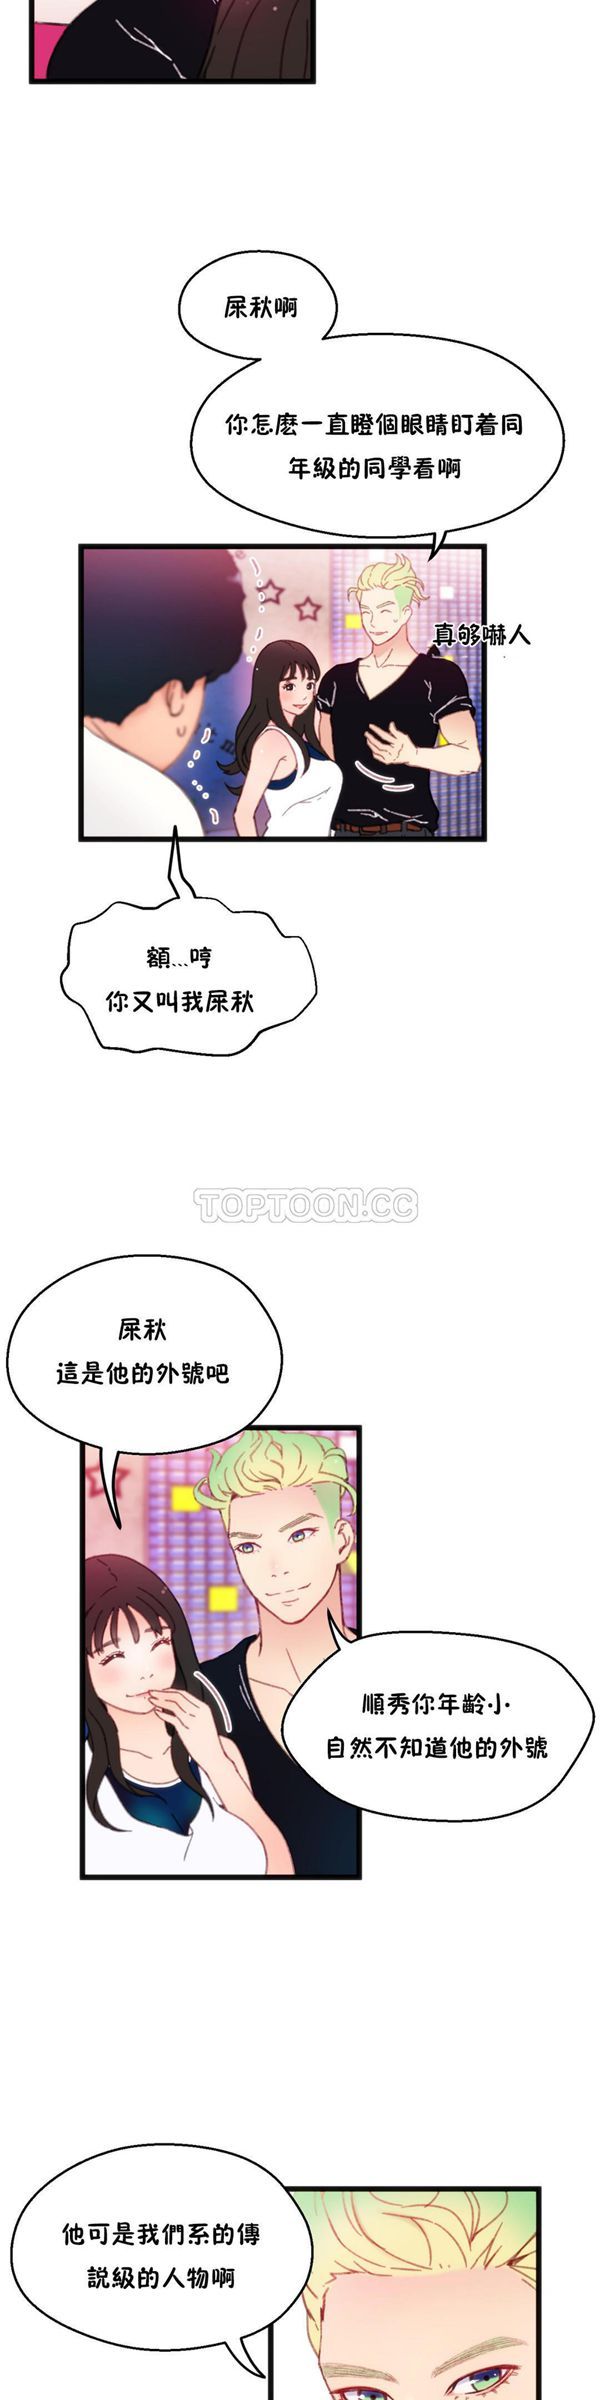 屎秋啊
你怎麽一直瞪個眼睛盯着同
年級的同學看啊
真够嚇人
額...哼
你又叫我屎秋
TOPTOON.CC
屎秋
這是他的外號吧
順秀你年齡小
自然不知道他的外號
他可是我們系的傳
説級的人物啊